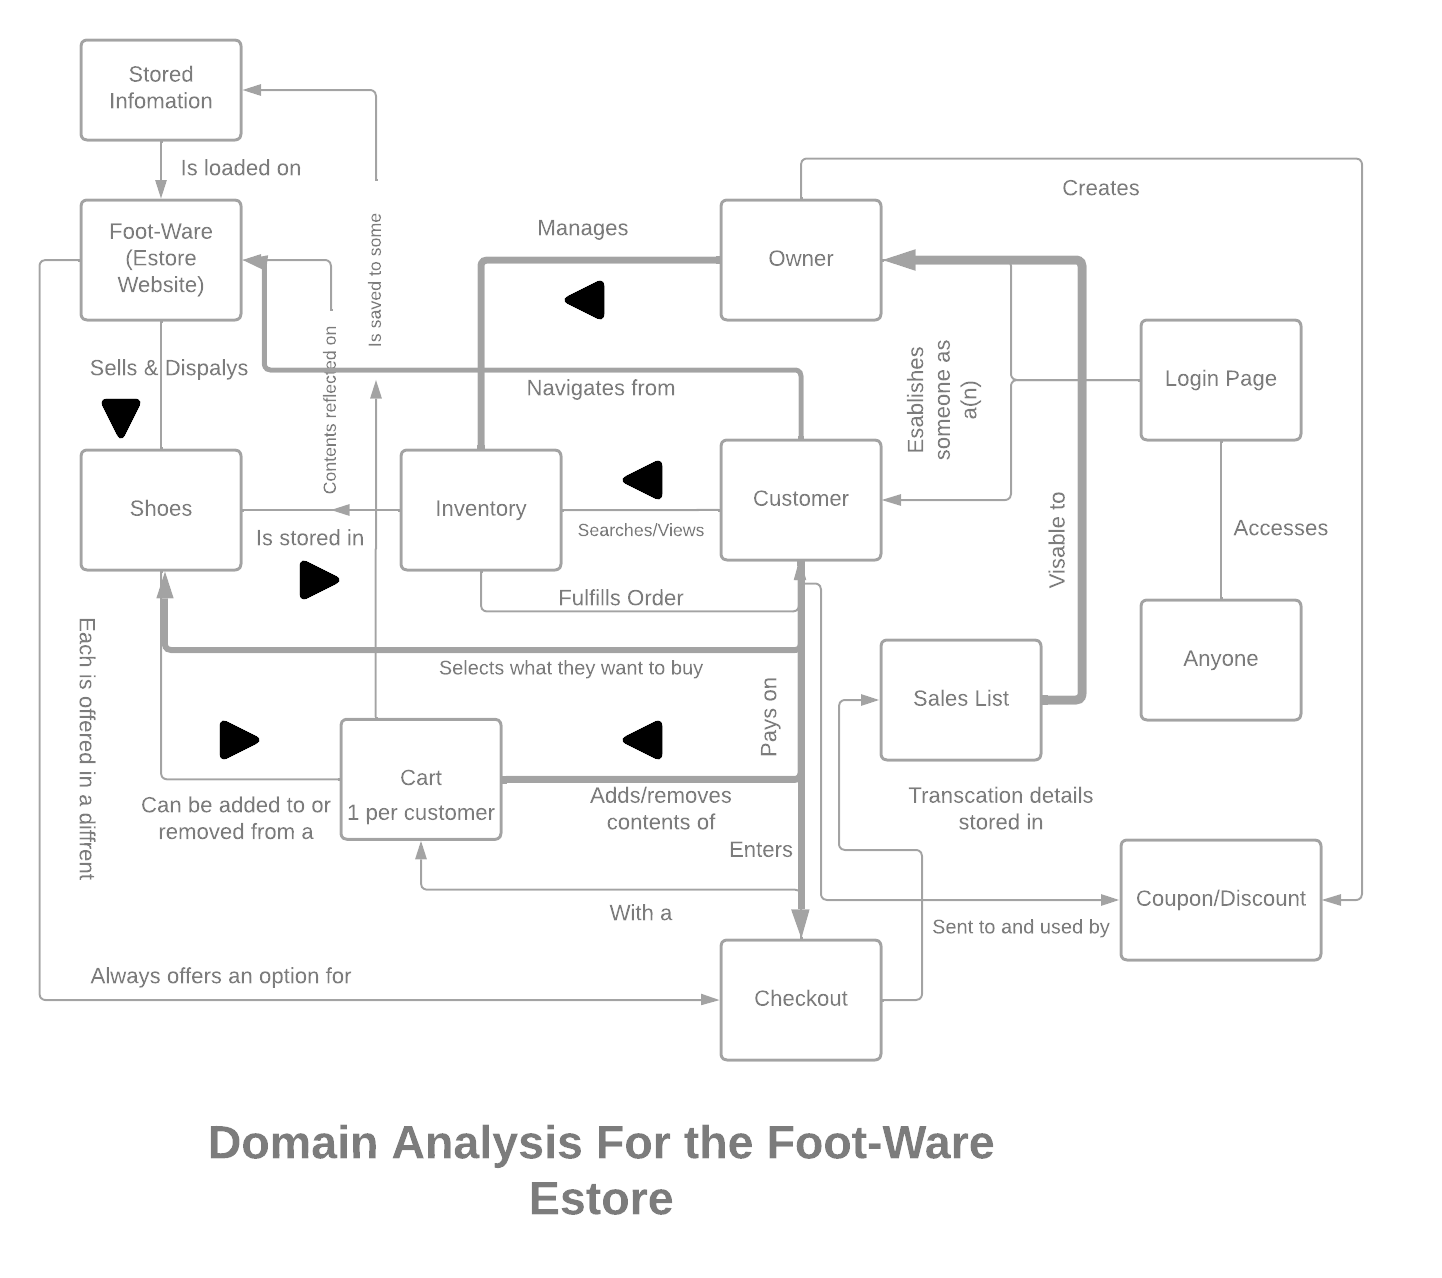 Stored
Infomation
Is loaded on
Foot-Ware
(Estore
Website)
Is saved to some
Manages
Owner
Creates
Sells & Dispalys
Contents reflected on
Navigates from
Esablishes
someone as
a(n)
Login Page
Shoes
Inventory
Customer
Searches/Views
Is stored in
Visable to
Accesses
Fulfills Order
Each is offered in a diffrent
Selects what they want to buy
Pays on
Sales List
Anyone
Cart
1 per customer
Can be added to or
removed from a
Adds/removes
contents of
Transcation details
stored in
Enters
With a
Coupon/Discount
Sent to and used by
Always offers an option for
Checkout
Domain Analysis For the Foot-Ware
Estore